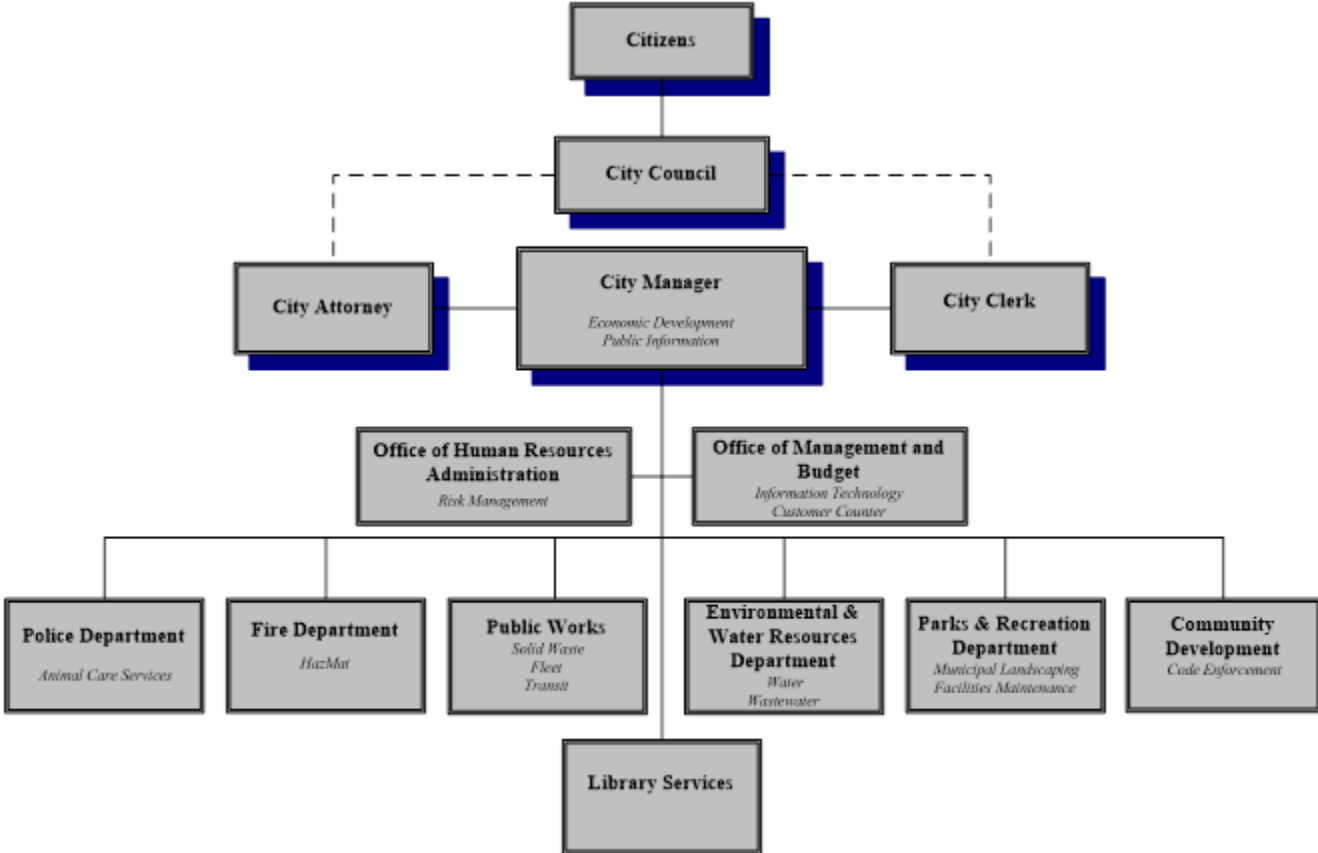 Citizens
City Council
City Attorney
City Manager
Economic Development
Public Information
City Clerk
Office of Human Resources
Administration
Risk Management
Office of Management and
Budget
Information Technology
Customer Counter
Police Department
Animal Care Services
Fire Department
HazMat
Public Works
Solid Waste
Fleet
Transit
Environmental &
Water Resources
Department
Water
Wastewater
Parks & Recreation
Department
Municipal Landscaping
Facilities Maintenance
Community
Development
Code Enforcement
Library Services